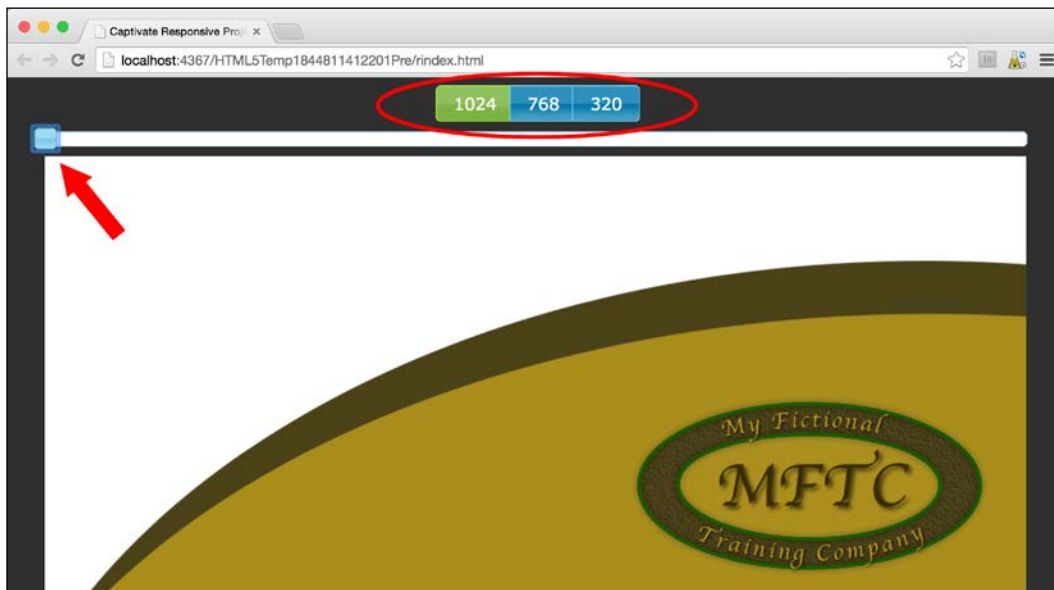 Captivate Responsive Proj
localhost:4367/HTML5Temp1844811412201Pre/rindex.html
1024 768 320
My Fictional
MFTC
Training Company